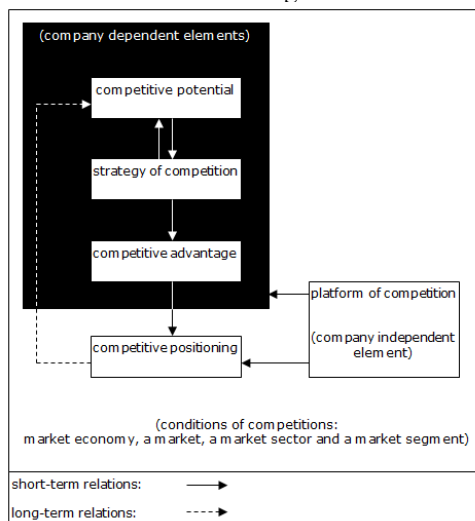 (company dependent elements)
competitive potential
strategy of competition
competitive advantage
platform of competition
(company independent
element)
competitive positioning
(conditions of competitions:
market economy, a market, a market sector and a market segment)
short-term relations:
long-term relations: